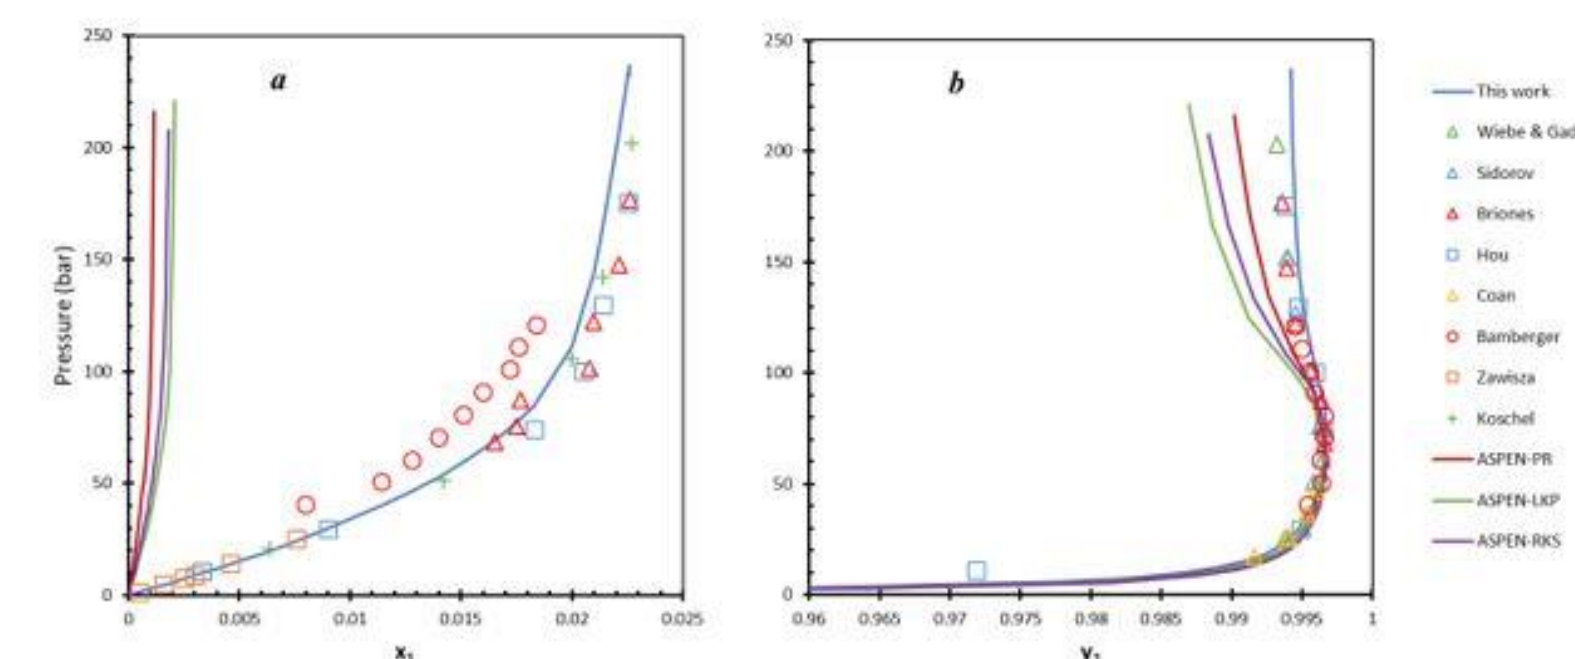 a
250
200
150
100
50
0
Pressure (bar)
0 0.005 0.01 0.015 0.02 0.025
b
250
200
150
100
50
0
0.96 0.965 0.97 0.975 0.98 0.985 0.99 0.995 1
This work
Wiebe & Gad
Sidorov
Briones
Hou
Coan
Bamberger
Zawisza
Koschel
ASPEN-PR
ASPEN-LKP
ASPEN-RKS